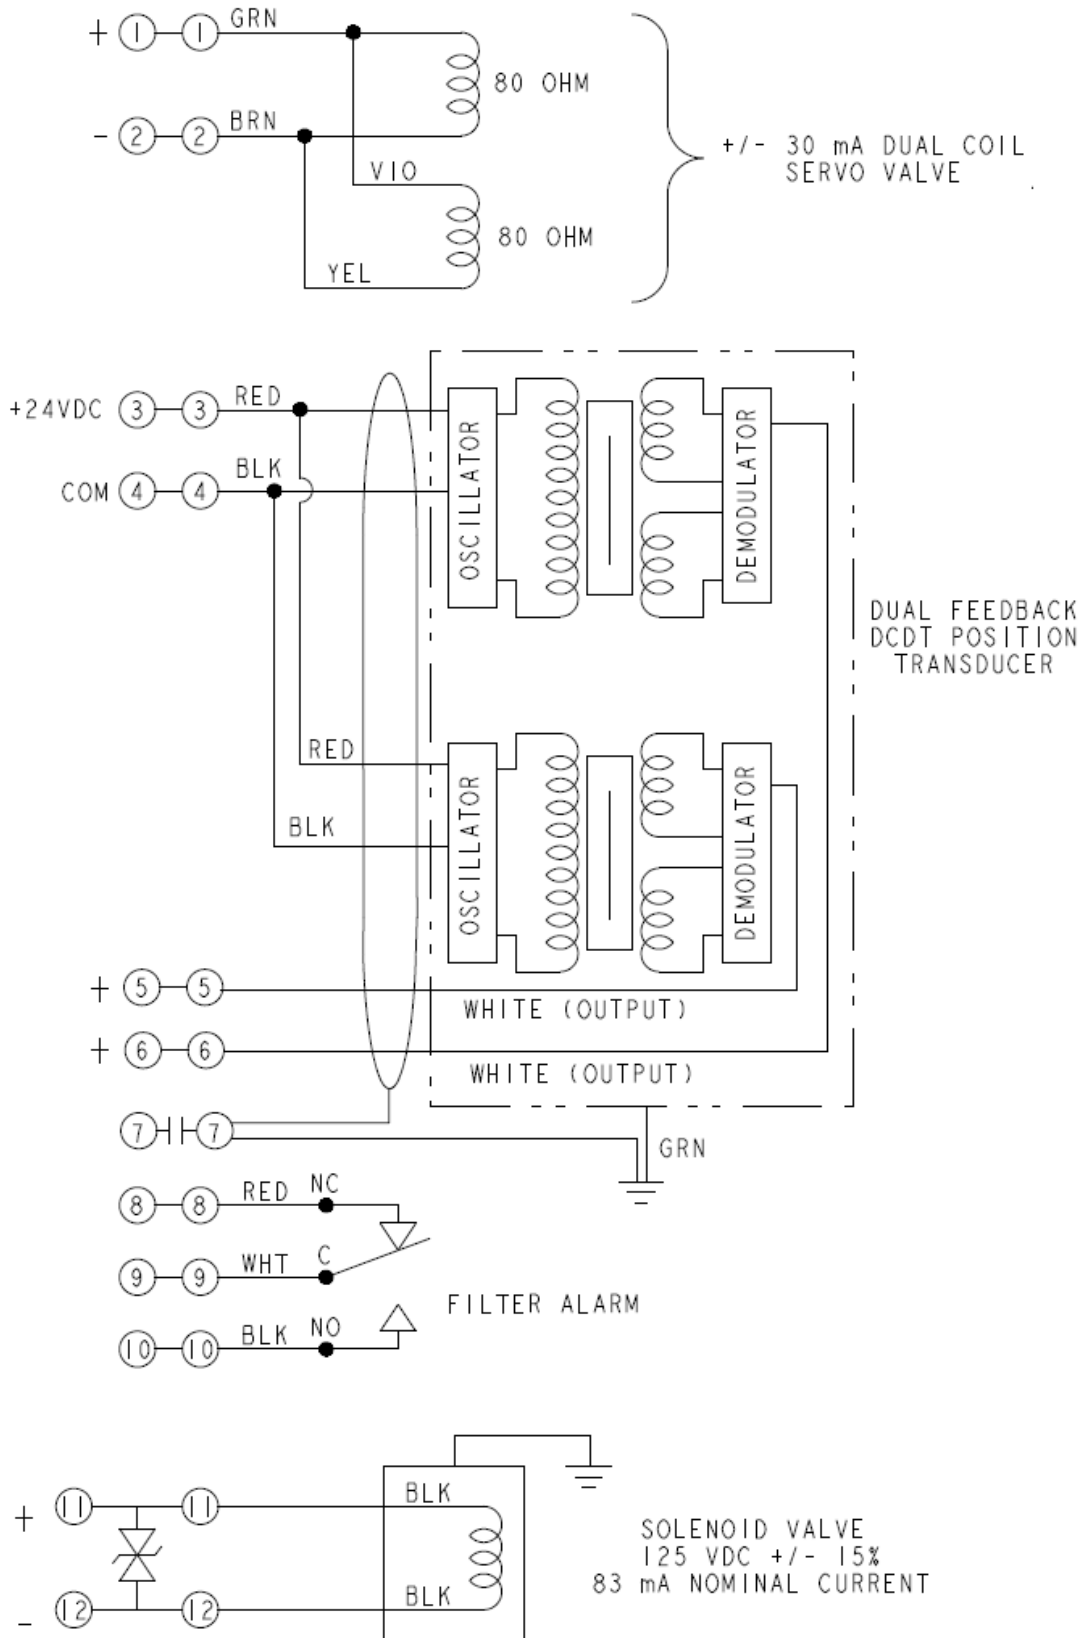 + 1 1 GRN
80 OHM
- 2 2 BRN
+/- 30 mA DUAL COIL
SERVO VALVE
VIO
80 OHM
YEL
+24VDC 3 3 RED
COM 4 4 BLK
OSCILLATOR
DEMODULATOR
DUAL FEEDBACK
DCDT POSITION
TRANSDUCER
RED
BLK
OSCILLATOR
DEMODULATOR
+ 5 5
WHITE (OUTPUT)
+ 6 6
WHITE (OUTPUT)
7 7
GRN
8 8 RED NC
9 9 WHT C
FILTER ALARM
10 10 BLK NO
+ 11 11 BLK
SOLENOID VALVE
125 VDC +/- 15%
83 mA NOMINAL CURRENT
- 12 12 BLK